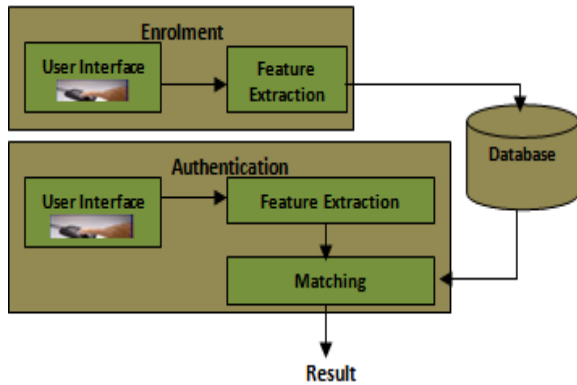 Enrolment
User Interface
Feature
Extraction
Database
Authentication
User Interface
Feature Extraction
Matching
Result